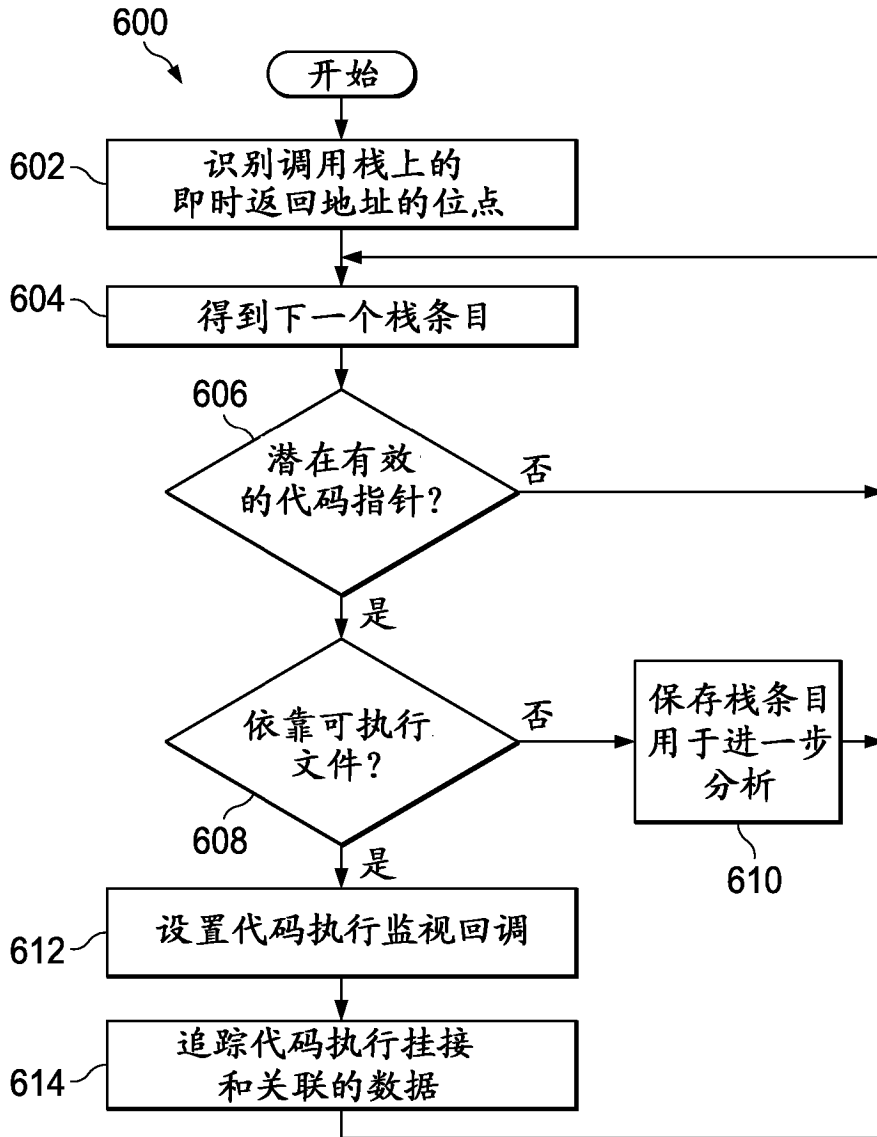 600
开始
602
识别调用栈上的
即时返回地址的位点
604
得到下一个栈条目
606
潜在有效
的代码指针?
否
是
608
依靠可执行
文件?
否
保存栈条目
用于进一步
分析
610
是
612
设置代码执行监视回调
614
追踪代码执行挂接
和关联的数据